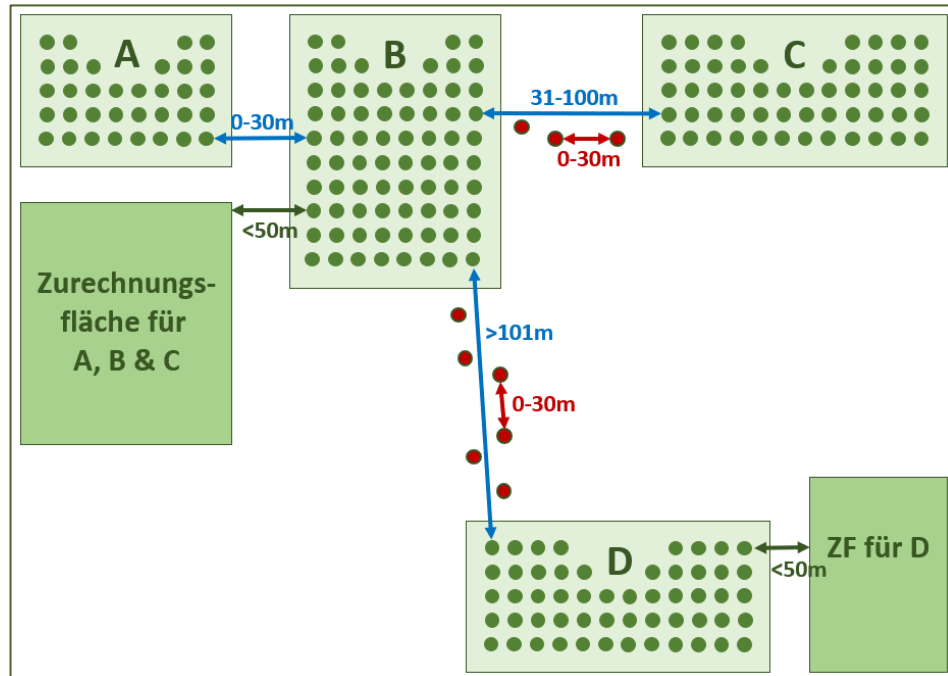 A
B
C
0-30m
31-100m
0-30m
<50m
Zurechnungs-
fläche für
A, B & C
>101m
0-30m
D
<50m
ZF für D